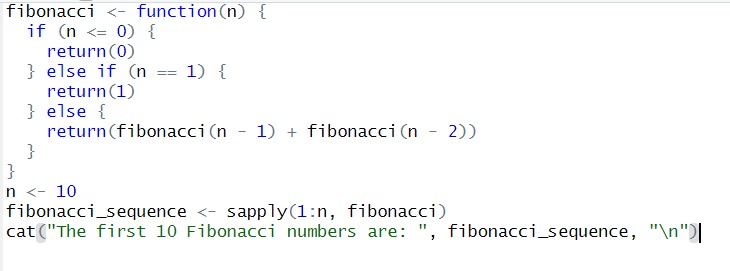 fibonacci <- function(n) {
  if (n <= 0) {
    return(0)
  } else if (n == 1) {
    return(1)
  } else {
    return(fibonacci(n - 1) + fibonacci(n - 2))
  }
}
n <- 10
fibonacci_sequence <- sapply(1:n, fibonacci)
cat("The first 10 Fibonacci numbers are: ", fibonacci_sequence, "\n")